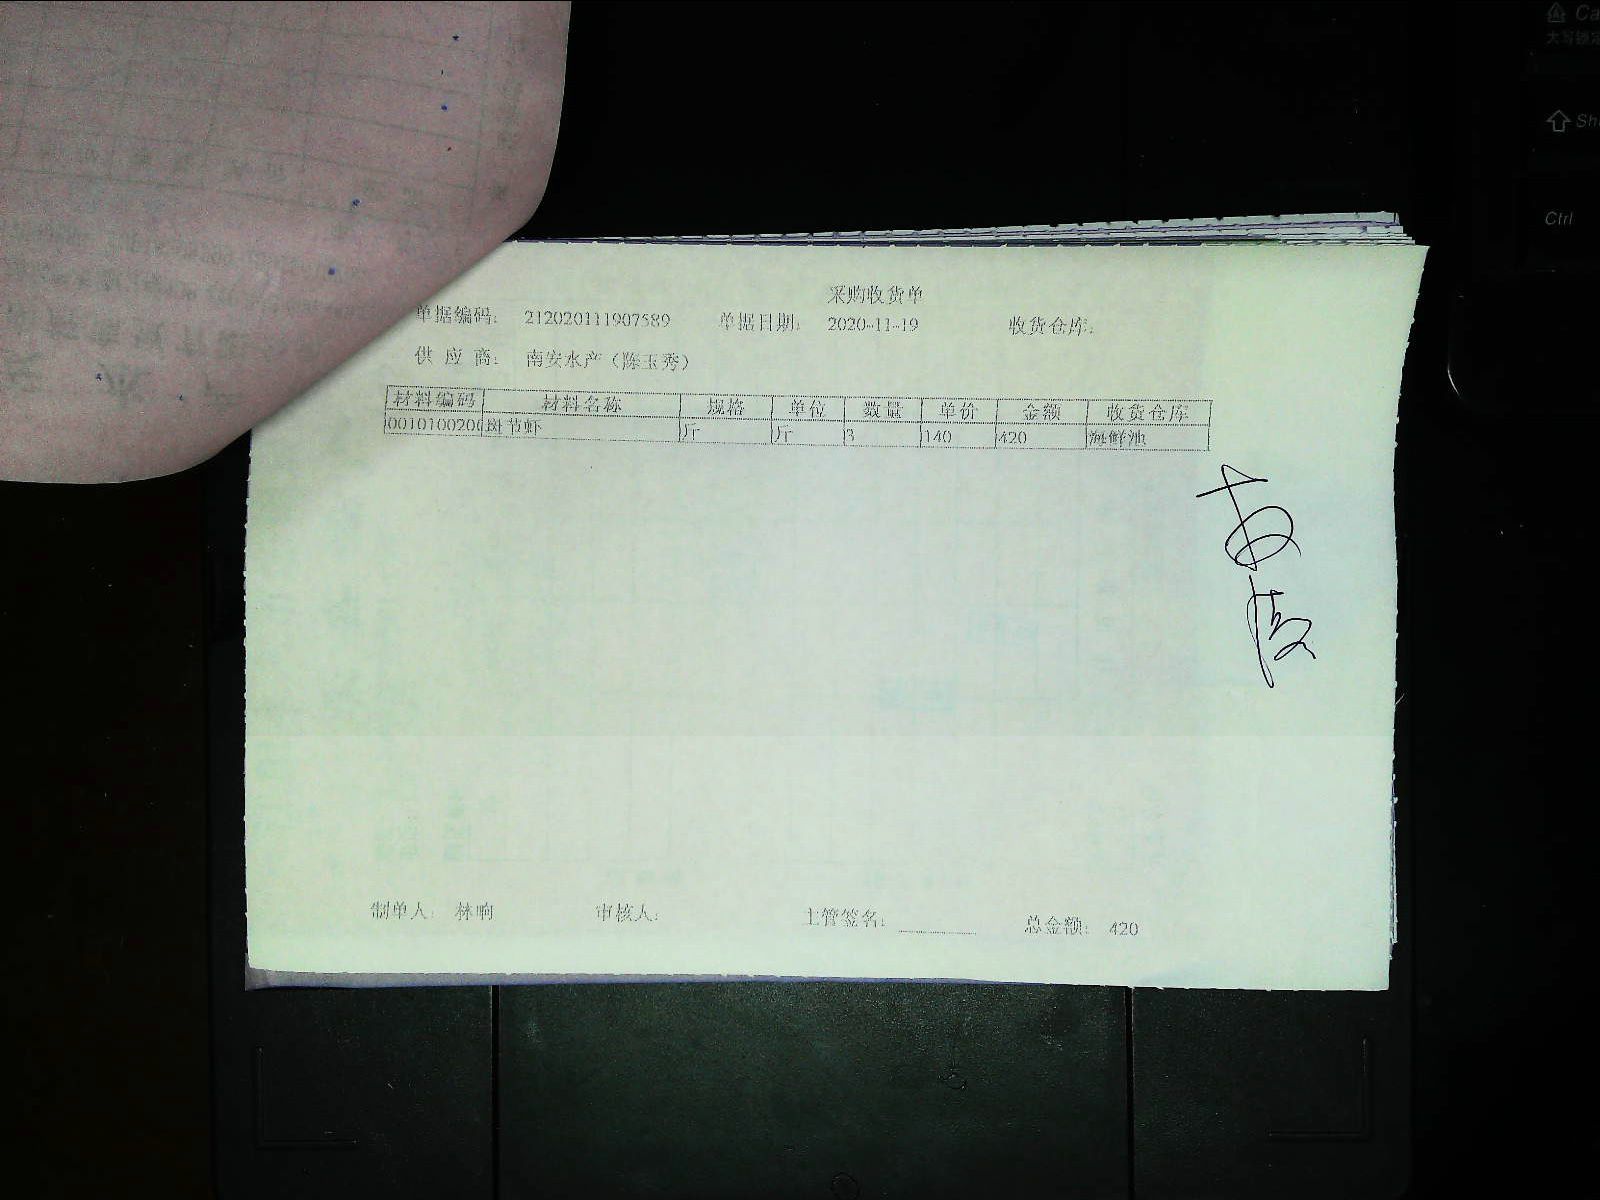 采购收货单
单据编码: 212020111907589 单据日期: 2020-11-19 收货仓库:
供应商: 南安水产（陈玉秀）
材料编码 材料名称 规格 单位 数量 单价 金额 收货仓库
001010020 斑节虾 斤 斤 3 140 420 海鲜池
制单人: 林响 审核人: 主管签名: 总金额: 420
Ctrl